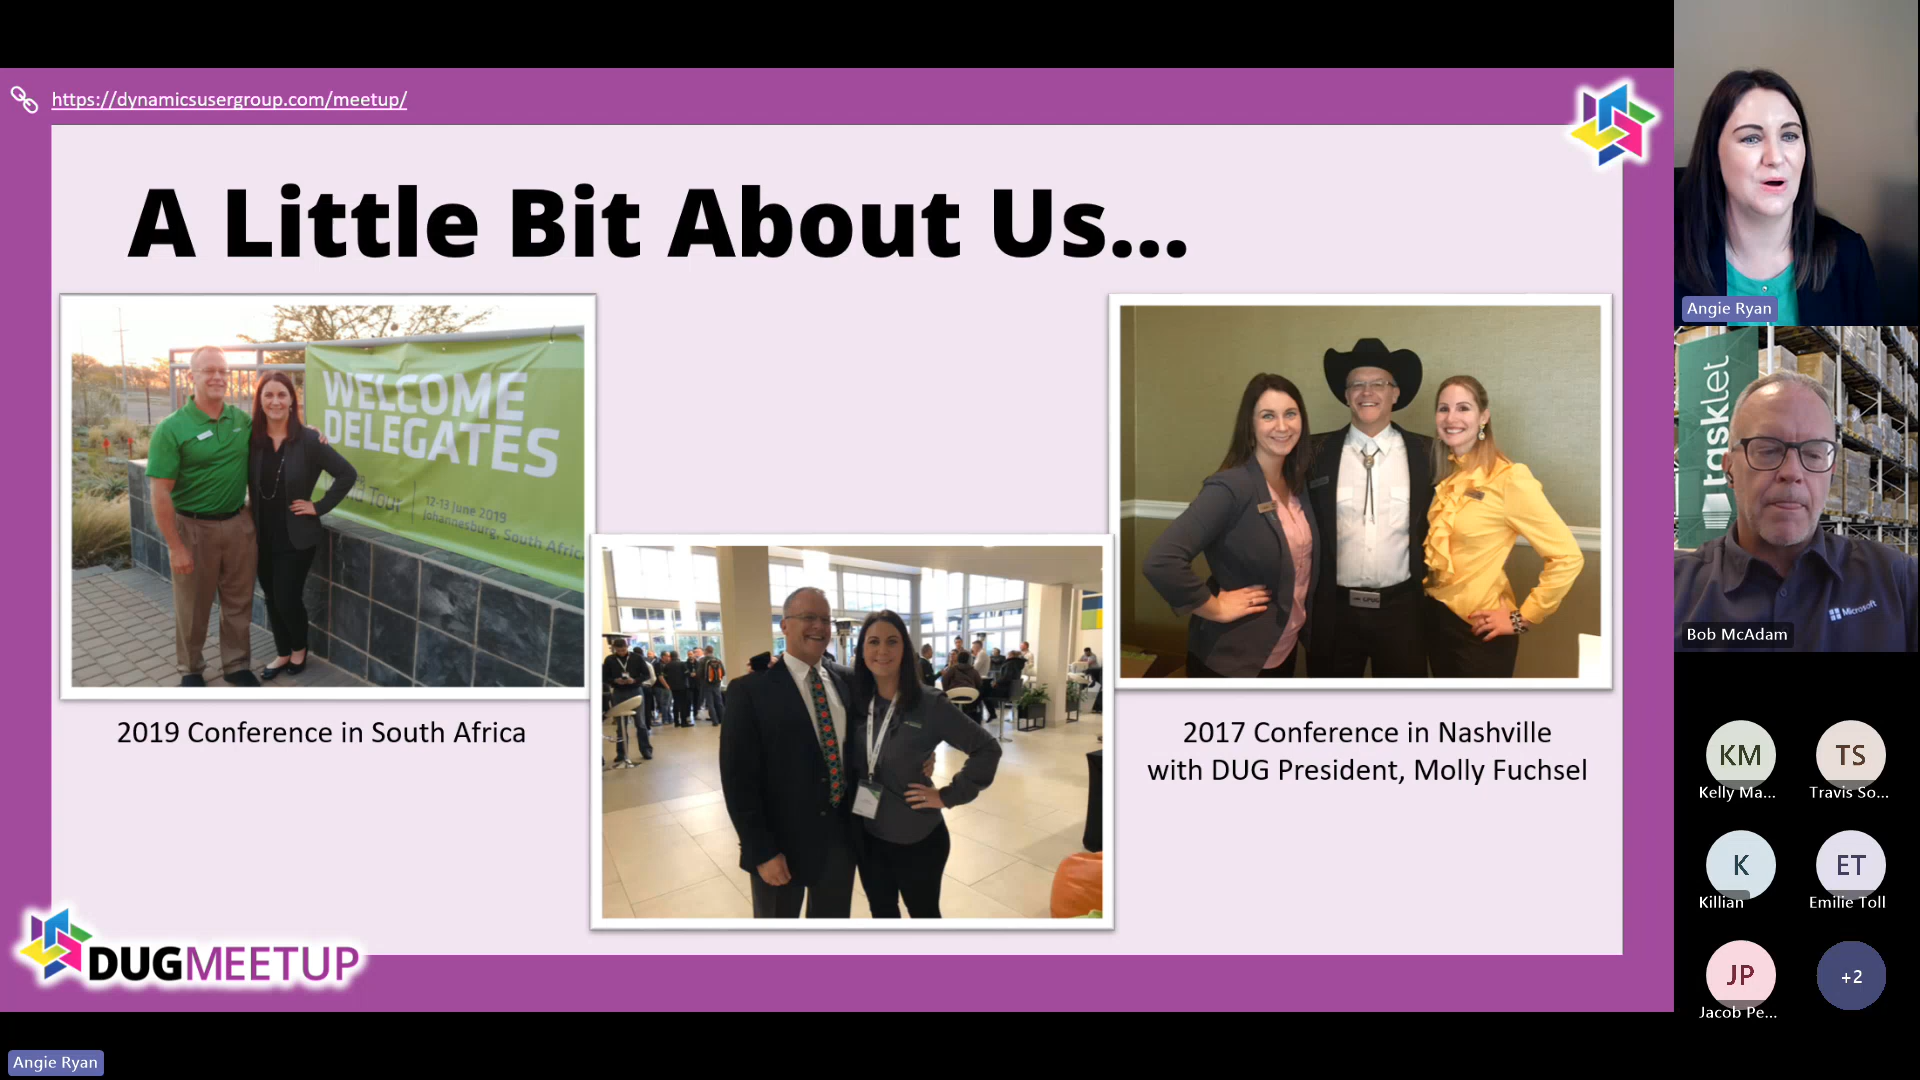 https://dynamicsusergroup.com/meetup/
A Little Bit About Us...
WELCOME
DELEGATES
Tour
12-13 June 2019
Johannesburg, South Africa
2019 Conference in South Africa
2017 Conference in Nashville
with DUG President, Molly Fuchsel
DUGMEETUP
Angie Ryan
Angie Ryan
tasklet
Microsoft
Bob McAdam
KM
Kelly Ma...
TS
Travis So...
K
Killian
ET
Emilie Toll
JP
Jacob Pe...
+2